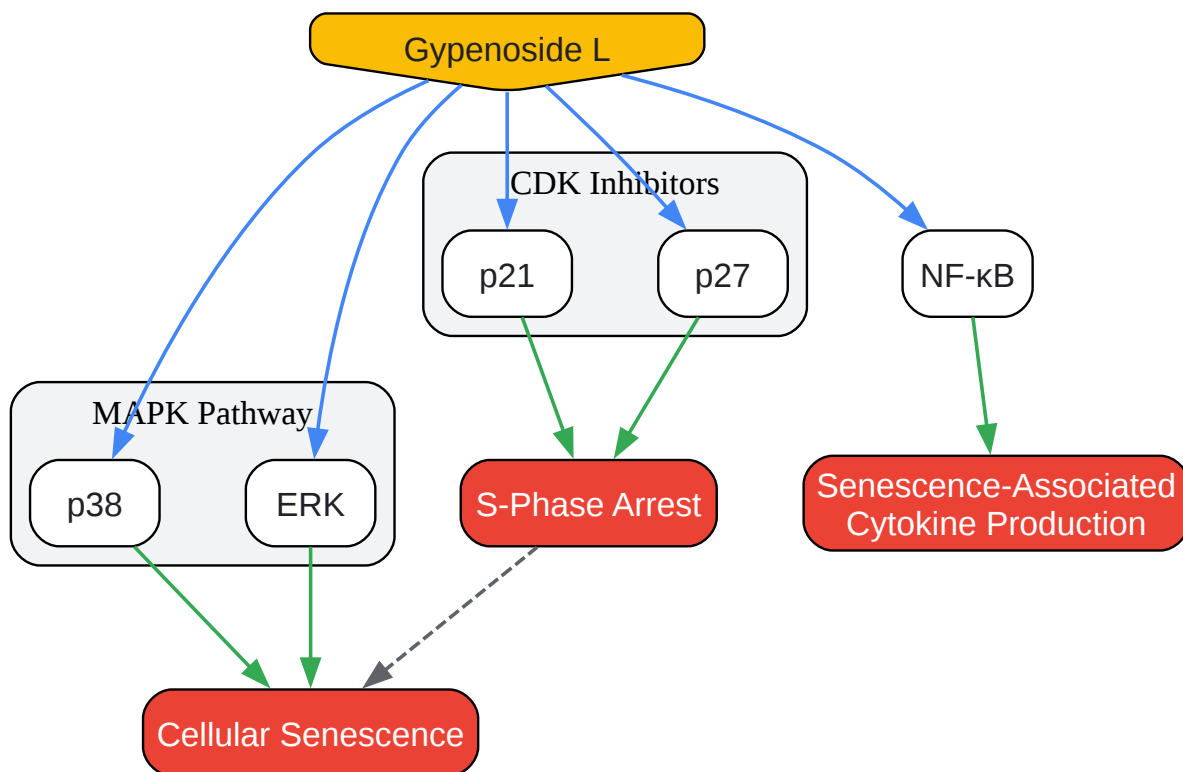 Gypenoside L
CDK Inhibitors
p21
p27
NF-κB
MAPK Pathway
p38
ERK
S-Phase Arrest
Senescence-Associated
Cytokine Production
Cellular Senescence